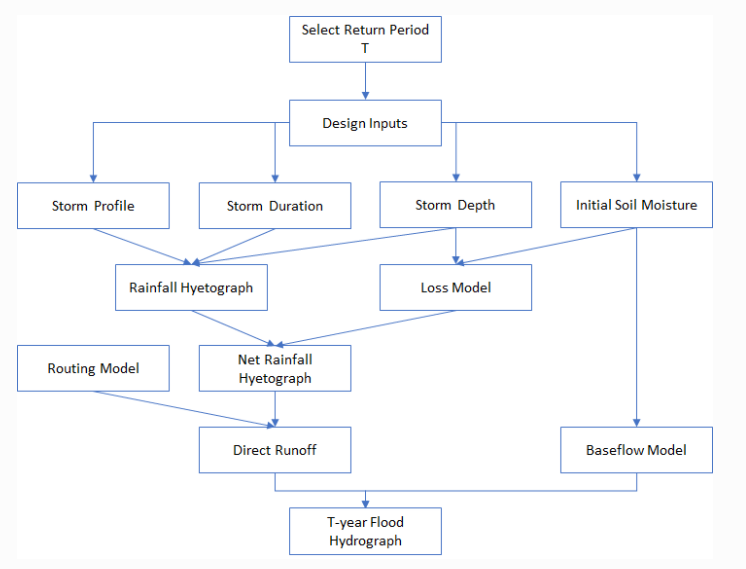 Select Return Period
T
Design Inputs
Storm Profile
Storm Duration
Storm Depth
Initial Soil Moisture
Rainfall Hyetograph
Loss Model
Routing Model
Net Rainfall
Hyetograph
Direct Runoff
Baseflow Model
T-year Flood
Hydrograph